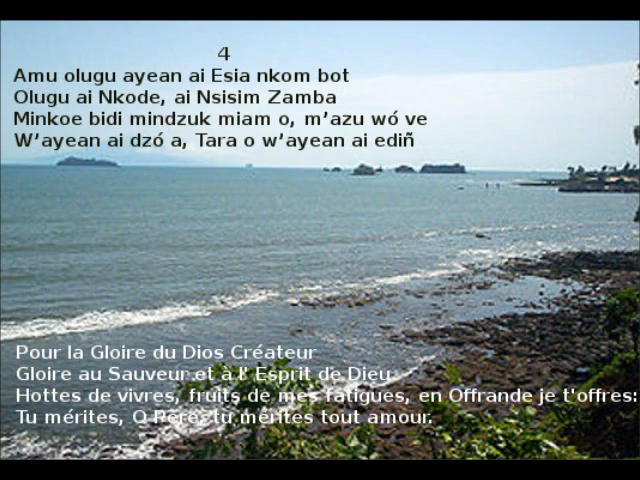 4
Amu olugu ayean ai Esia nkom bot
Olugu ai Nkode, ai Nsisim Zamba
Minkoe bidi mindzuk miam o, m’azu wó ve
W’ayean ai dzó a, Tara o w’ayean ai ediñ
Pour la Gloire du Dios Créateur
Gloire au Sauveur et à l' Esprit de Dieu
Hottes de vivres, fruits de mes fatigues, en Offrande je t'offres:
Tu mérites, O Père, tu mérites tout amour.